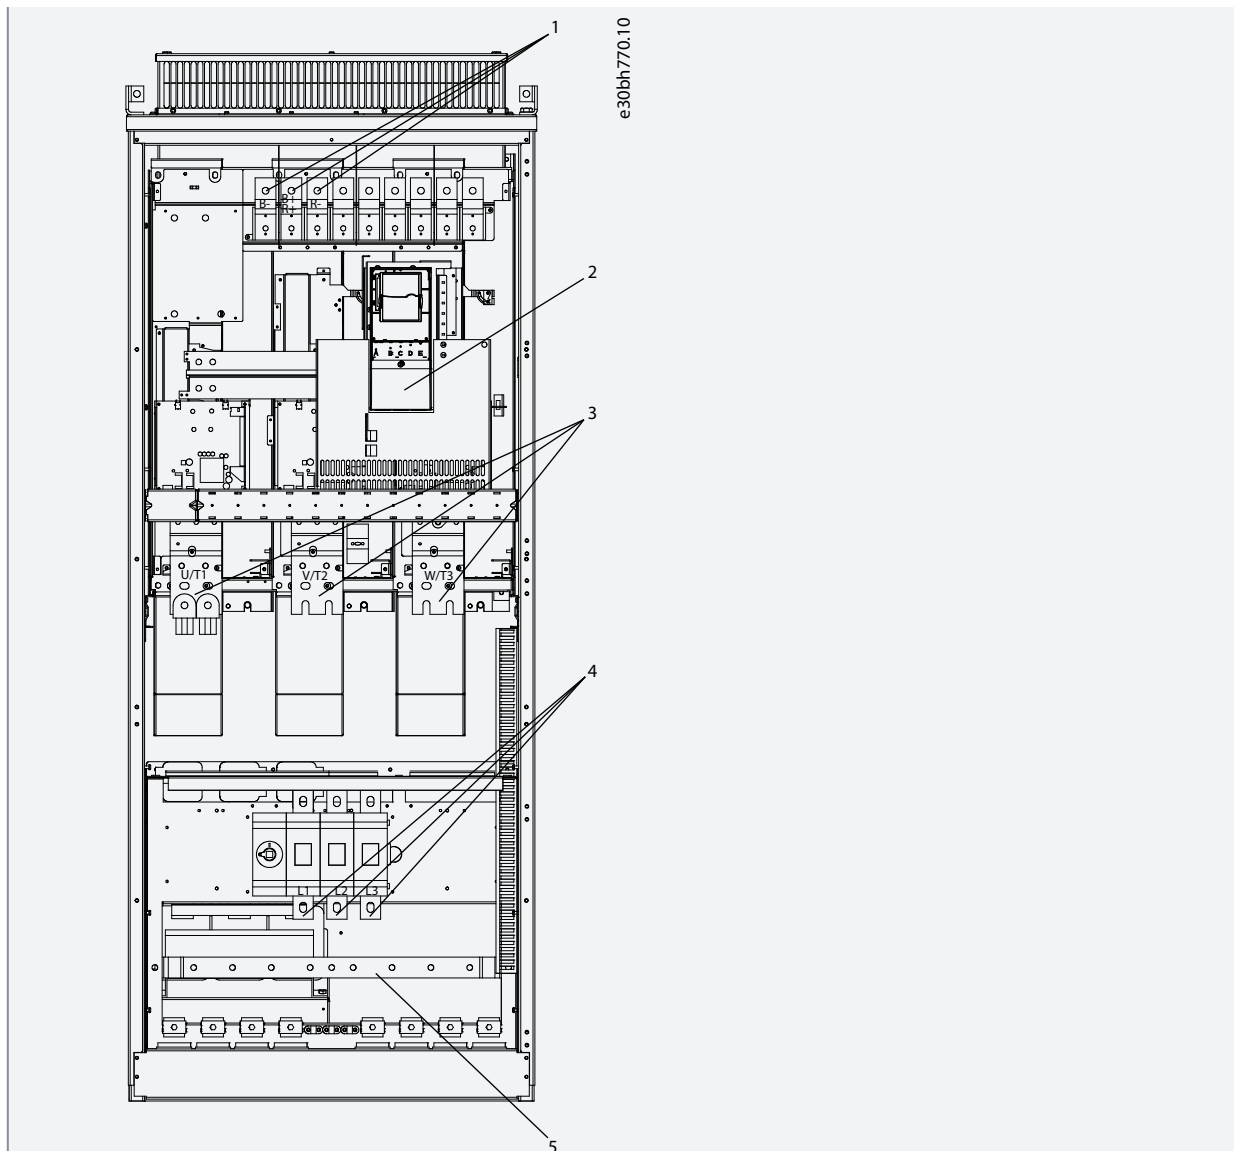 1
e30bh770.10
B-
B+
R+
R-
2
A B C D E
3
U/T1
V/T2
W/T3
4
L1 L2 L3
5